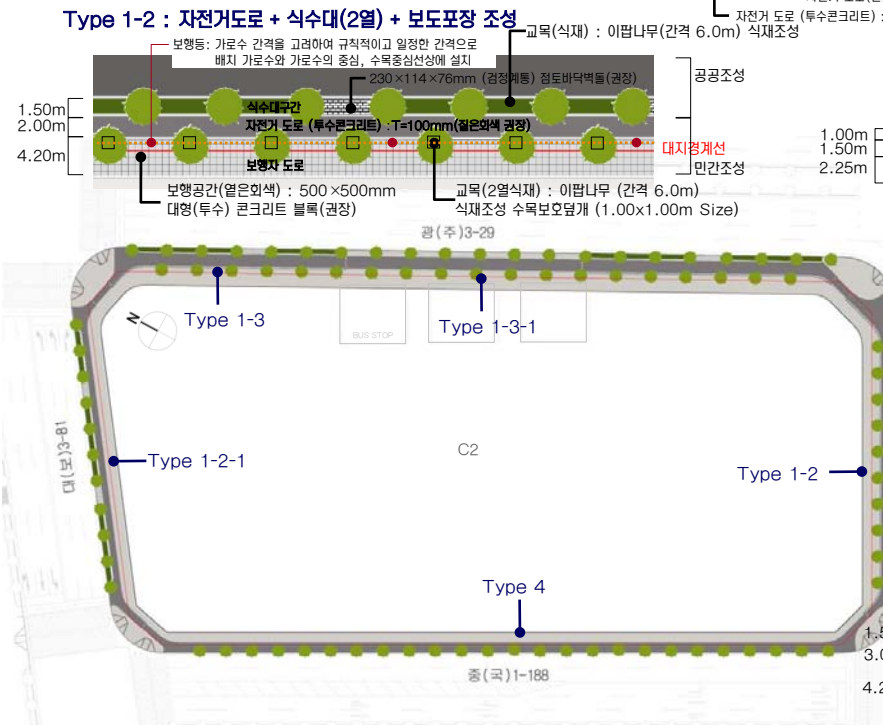 Type 1-2 : 자전거도로 + 식수대(2열) + 보도포장 조성
자전거 도로 (투수콘크리트) :
교목(식재) : 이팝나무(간격 6.0m) 식재조성
보행등: 가로수 간격을 고려하여 규칙적이고 일정한 간격으로
배치 가로수와 가로수의 중심, 수목중심선상에 설치
230×114×76mm (검정계통) 점토바닥벽돌(권장)
공공조성
1.50m
식수대구간
2.00m
자전거 도로 (투수콘크리트) : T=100mm(짙은회색 권장)
4.20m
대지경계선
1.00m
1.50m
2.25m
보행자 도로
민간조성
보행공간(옅은회색) : 500×500mm
대형(투수) 콘크리트 블록(권장)
교목(2열식재) : 이팝나무 (간격 6.0m)
식재조성 수목보호덮개 (1.00x1.00m Size)
광(주)3-29
N
Type 1-3
Type 1-3-1
BUS STOP
대(보)3-81
C2
Type 1-2-1
Type 1-2
Type 4
중(국)1-188